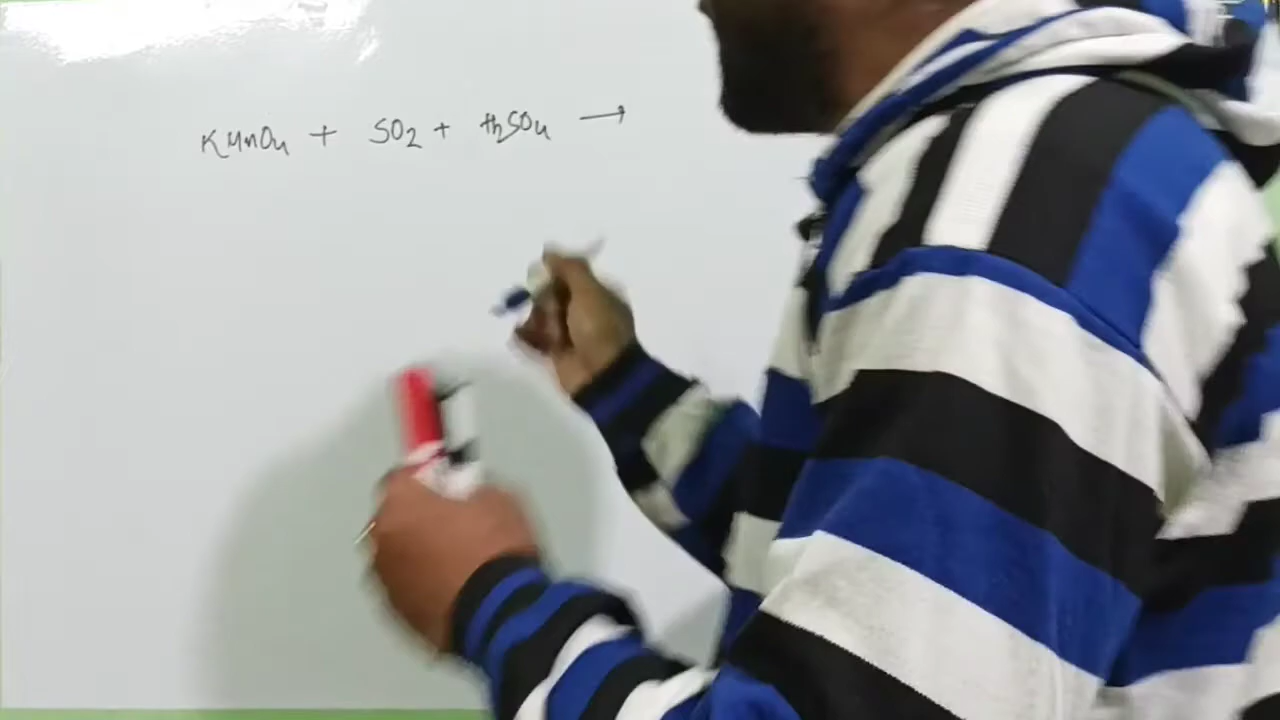 KMnO4 + SO2 + H2SO4 →